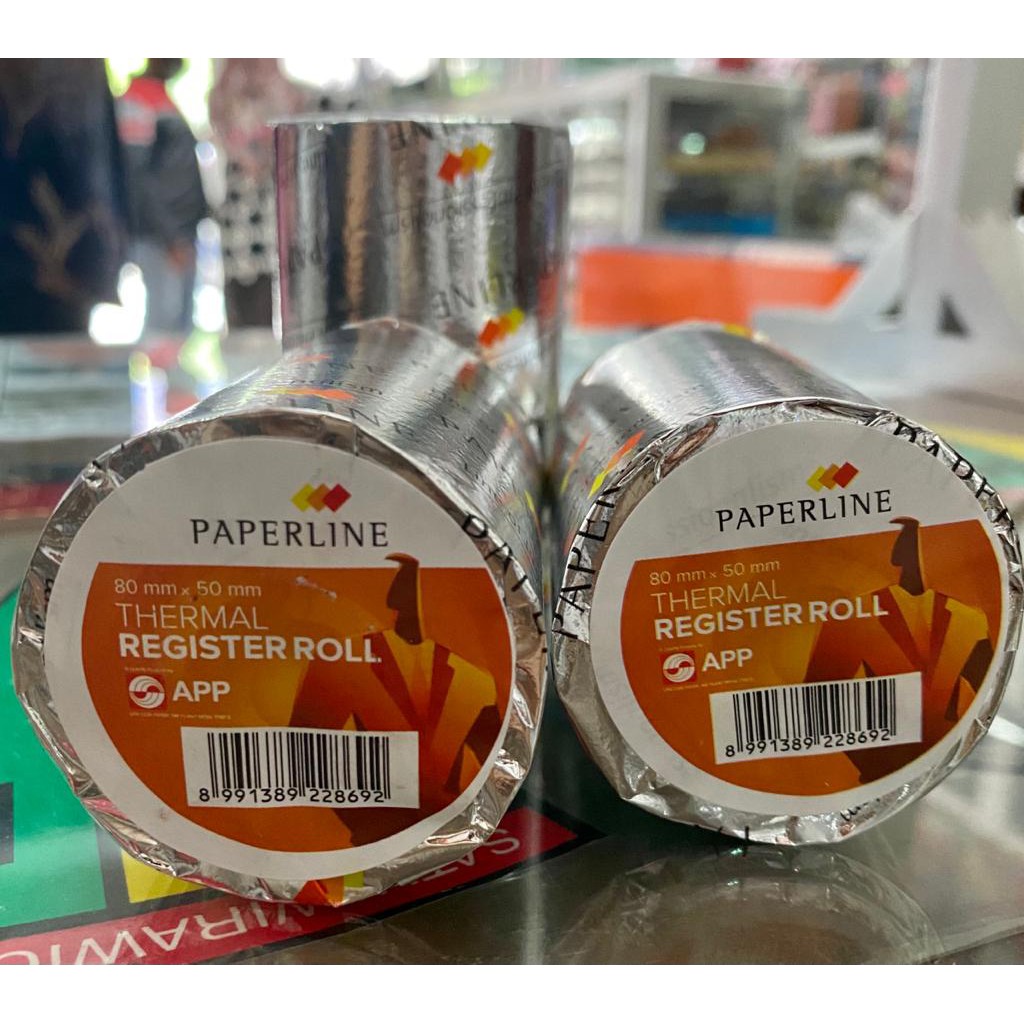 PAPERLINE
80 mm x 50 mm
THERMAL
REGISTER ROLL
APP
8 991389 228692
PAPERLINE
80 mm x 50 mm
THERMAL
REGISTER ROLL
APP
8 991389 228692